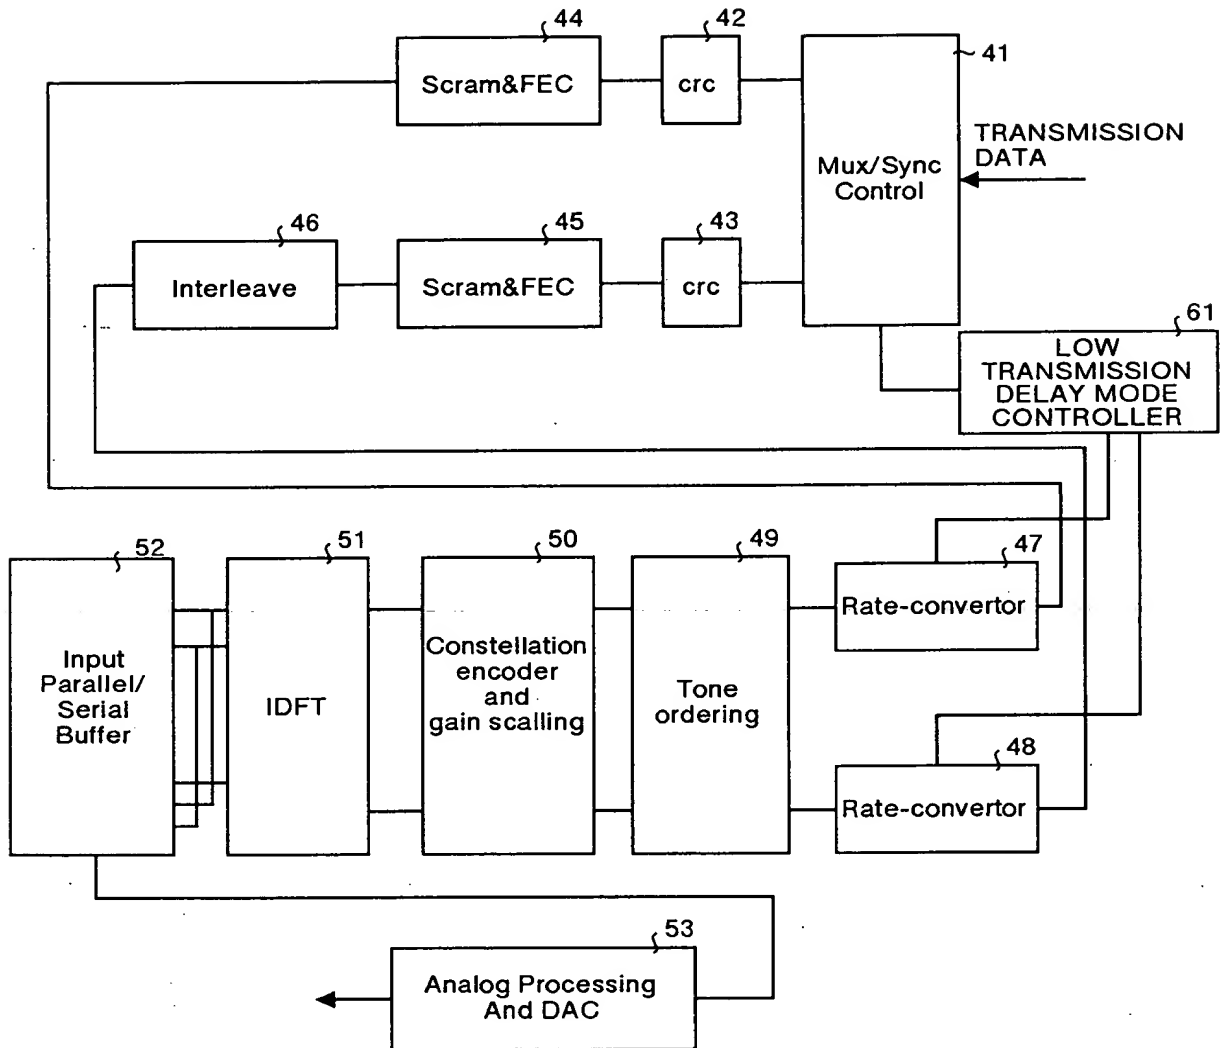 44
42
41
Scram&FEC
crc
TRANSMISSION
DATA
Mux/Sync
Control
46
45
43
Interleave
Scram&FEC
crc
61
LOW
TRANSMISSION
DELAY MODE
CONTROLLER
52
51
50
49
47
Rate-convertor
Input
Parallel/
Serial
Buffer
IDFT
Constellation
encoder
and
gain scalling
Tone
ordering
48
Rate-convertor
53
Analog Processing
And DAC